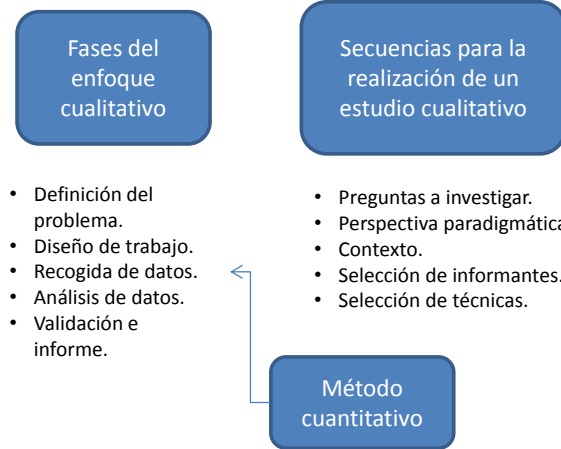 Fases del
enfoque
cualitativo
Secuencias para la
realización de un
estudio cualitativo
• Definición del
problema.
• Diseño de trabajo.
• Recogida de datos.
• Análisis de datos.
• Validación e
informe.
• Preguntas a investigar.
• Perspectiva paradigmática
• Contexto.
• Selección de informantes.
• Selección de técnicas.
Método
cuantitativo